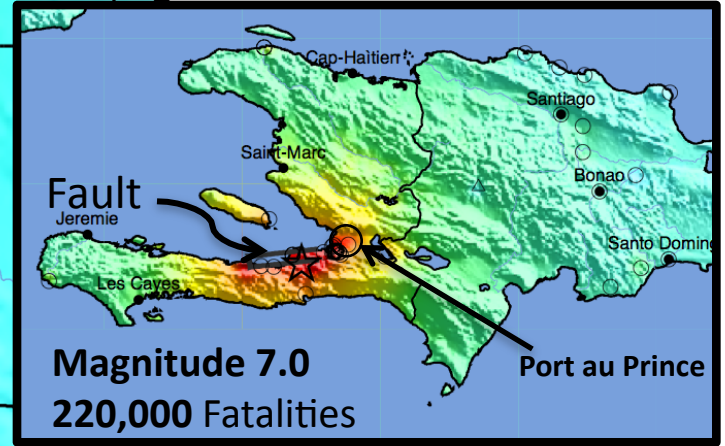 Cap-Haïtien
Santiago
Saint-Marc
Bonao
Fault
Jeremie
Santo Doming
Les Cayes
Magnitude 7.0
Port au Prince
220,000 Fatalities